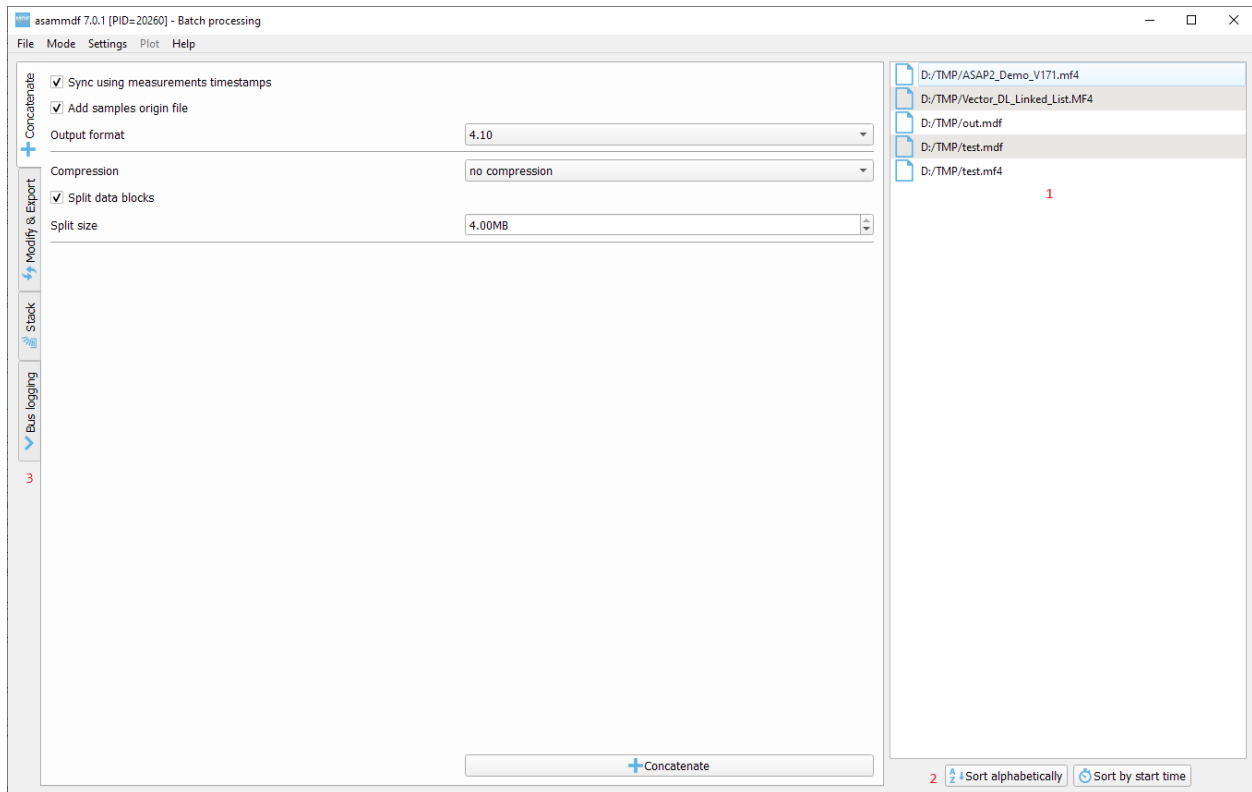 asammdf 7.0.1 [PID=20260] - Batch processing
File Mode Settings Plot Help
Concatenate
Modify & Export
Stack
Bus logging
3
Sync using measurements timestamps
Add samples origin file
Output format 4.10
Compression no compression
Split data blocks
Split size 4.00MB
Concatenate
D:/TMP/ASAP2_Demo_V171.mf4
D:/TMP/Vector_DL_Linked_List.MF4
D:/TMP/out.mdf
D:/TMP/test.mdf
D:/TMP/test.mf4
1
2 Sort alphabetically Sort by start time